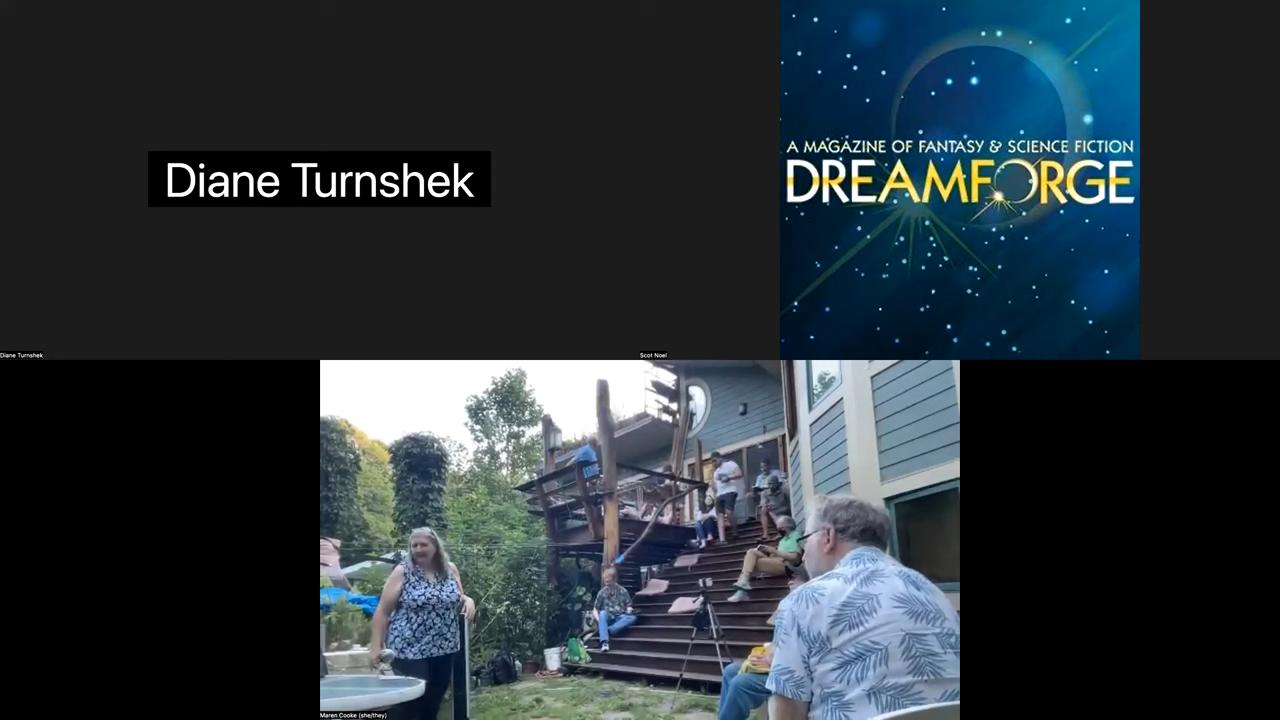 Diane Turnshek
A MAGAZINE OF FANTASY & SCIENCE FICTION
DREAMFORGE
Diane Turnshek
Scot Noel
Maren Cooke (she/they)